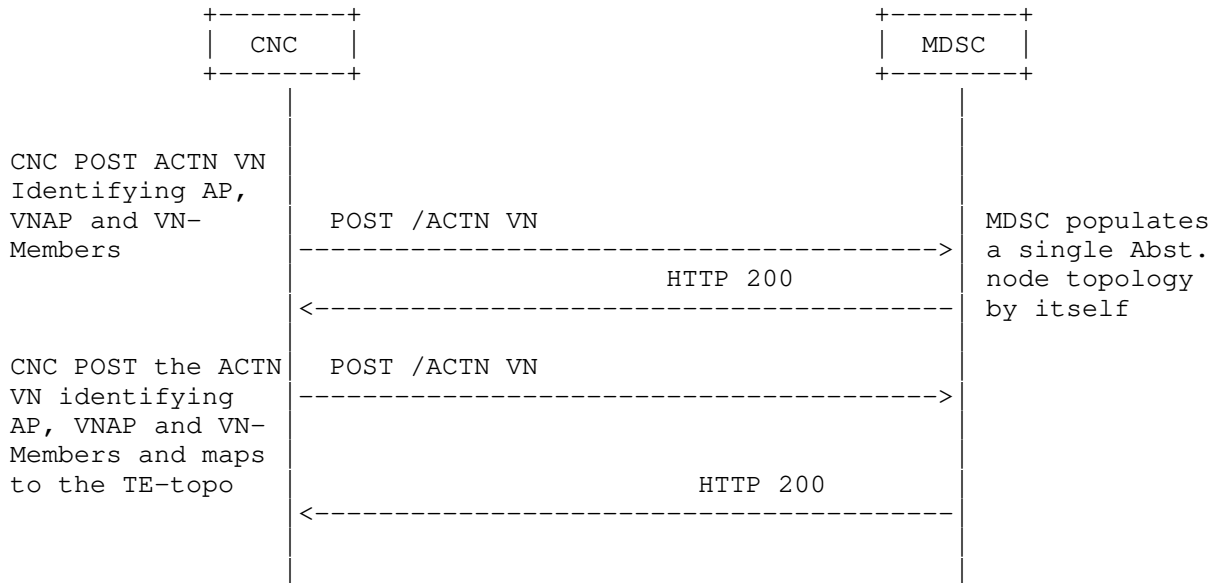 CNC
MDSC
CNC POST ACTN VN
Identifying AP,
VNAP and VN-
Members
POST /ACTN VN
MDSC populates
a single Abst.
node topology
by itself
HTTP 200
CNC POST the ACTN
VN identifying
AP, VNAP and VN-
Members and maps
to the TE-topo
POST /ACTN VN
HTTP 200